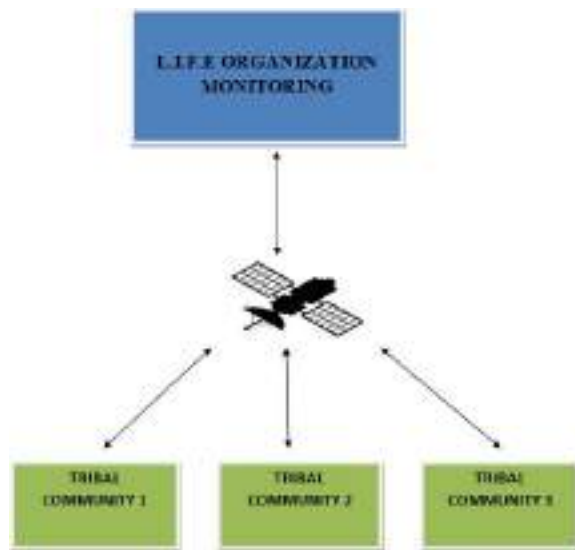 L.I.F.E ORGANIZATION
MONITORING
TRIBAL
COMMUNITY 1
TRIBAL
COMMUNITY 2
TRIBAL
COMMUNITY 3